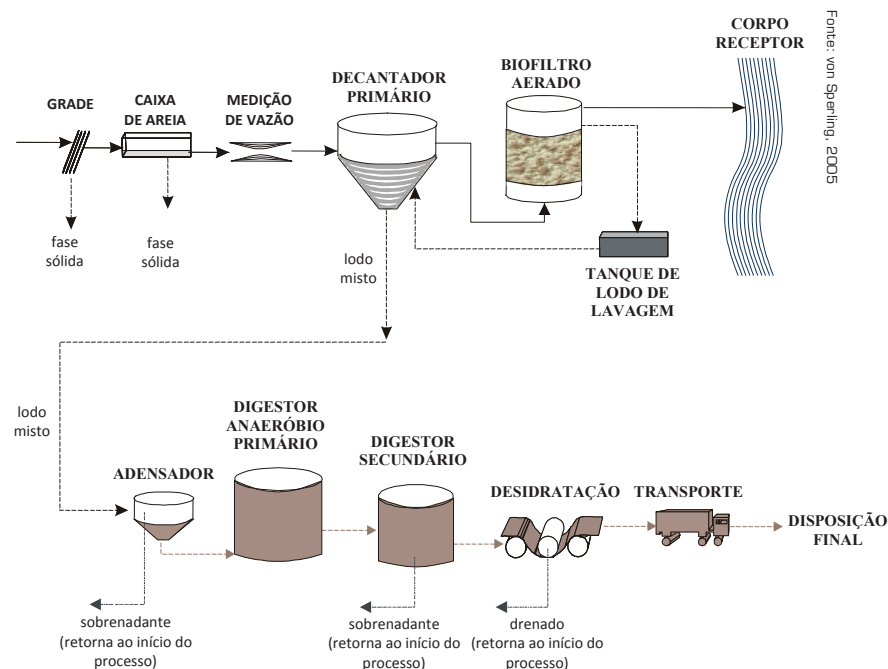 GRADE
CAIXA
DE AREIA
MEDIÇÃO
DE VAZÃO
DECANTADOR
PRIMÁRIO
BIOFILTRO
AERADO
CORPO
RECEPTOR
Fonte: von Sperling, 2005
fase
sólida
fase
sólida
lodo
misto
TANQUE DE
LODO DE
LAVAGEM
lodo
misto
ADENSADOR
DIGESTOR
ANAERÓBIO
PRIMÁRIO
DIGESTOR
SECUNDÁRIO
DESIDRATAÇÃO
TRANSPORTE
DISPOSIÇÃO
FINAL
sobrenadante
(retorna ao início do
processo)
sobrenadante
(retorna ao início do
processo)
drenado
(retorna ao início do
processo)